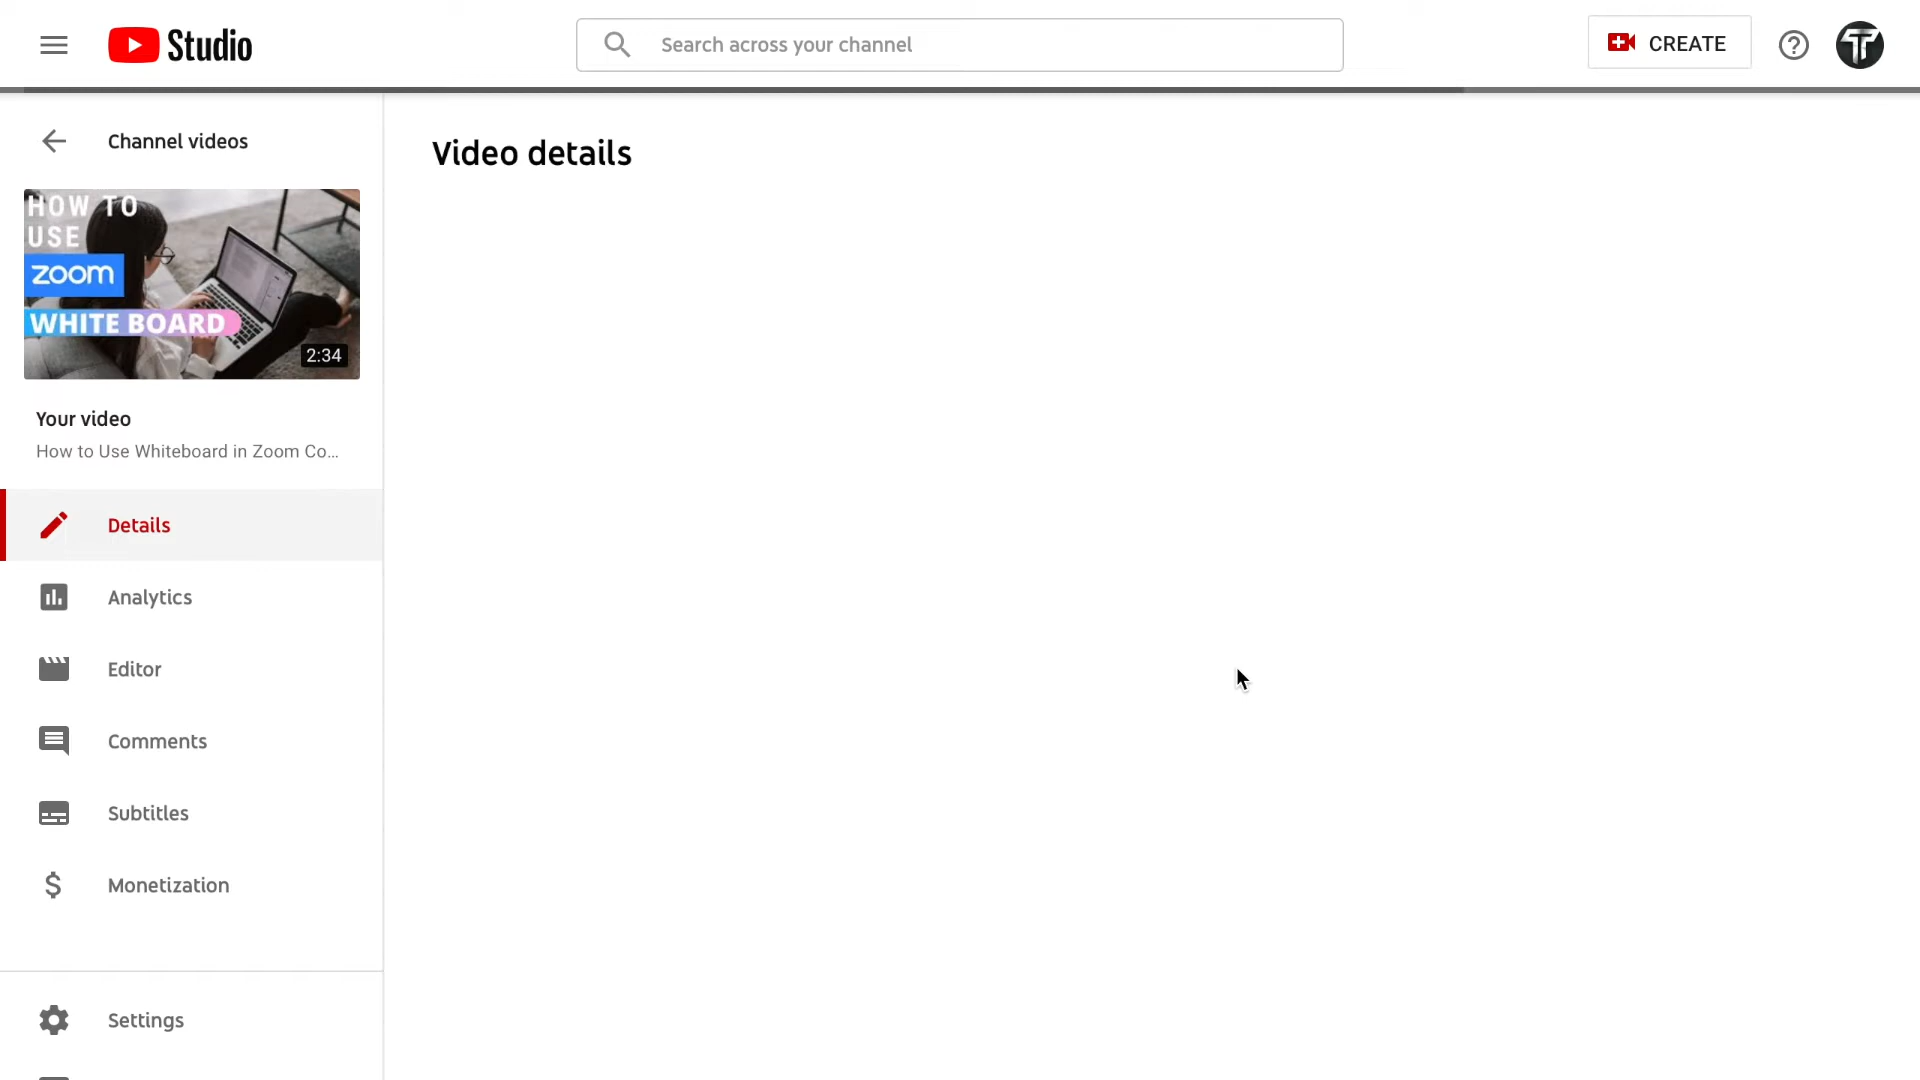 Studio
Search across your channel
CREATE
Channel videos
Video details
HOW TO
USE
zoom
WHITE BOARD
2:34
Your video
How to Use Whiteboard in Zoom Co...
Details
Analytics
Editor
Comments
Subtitles
Monetization
Settings